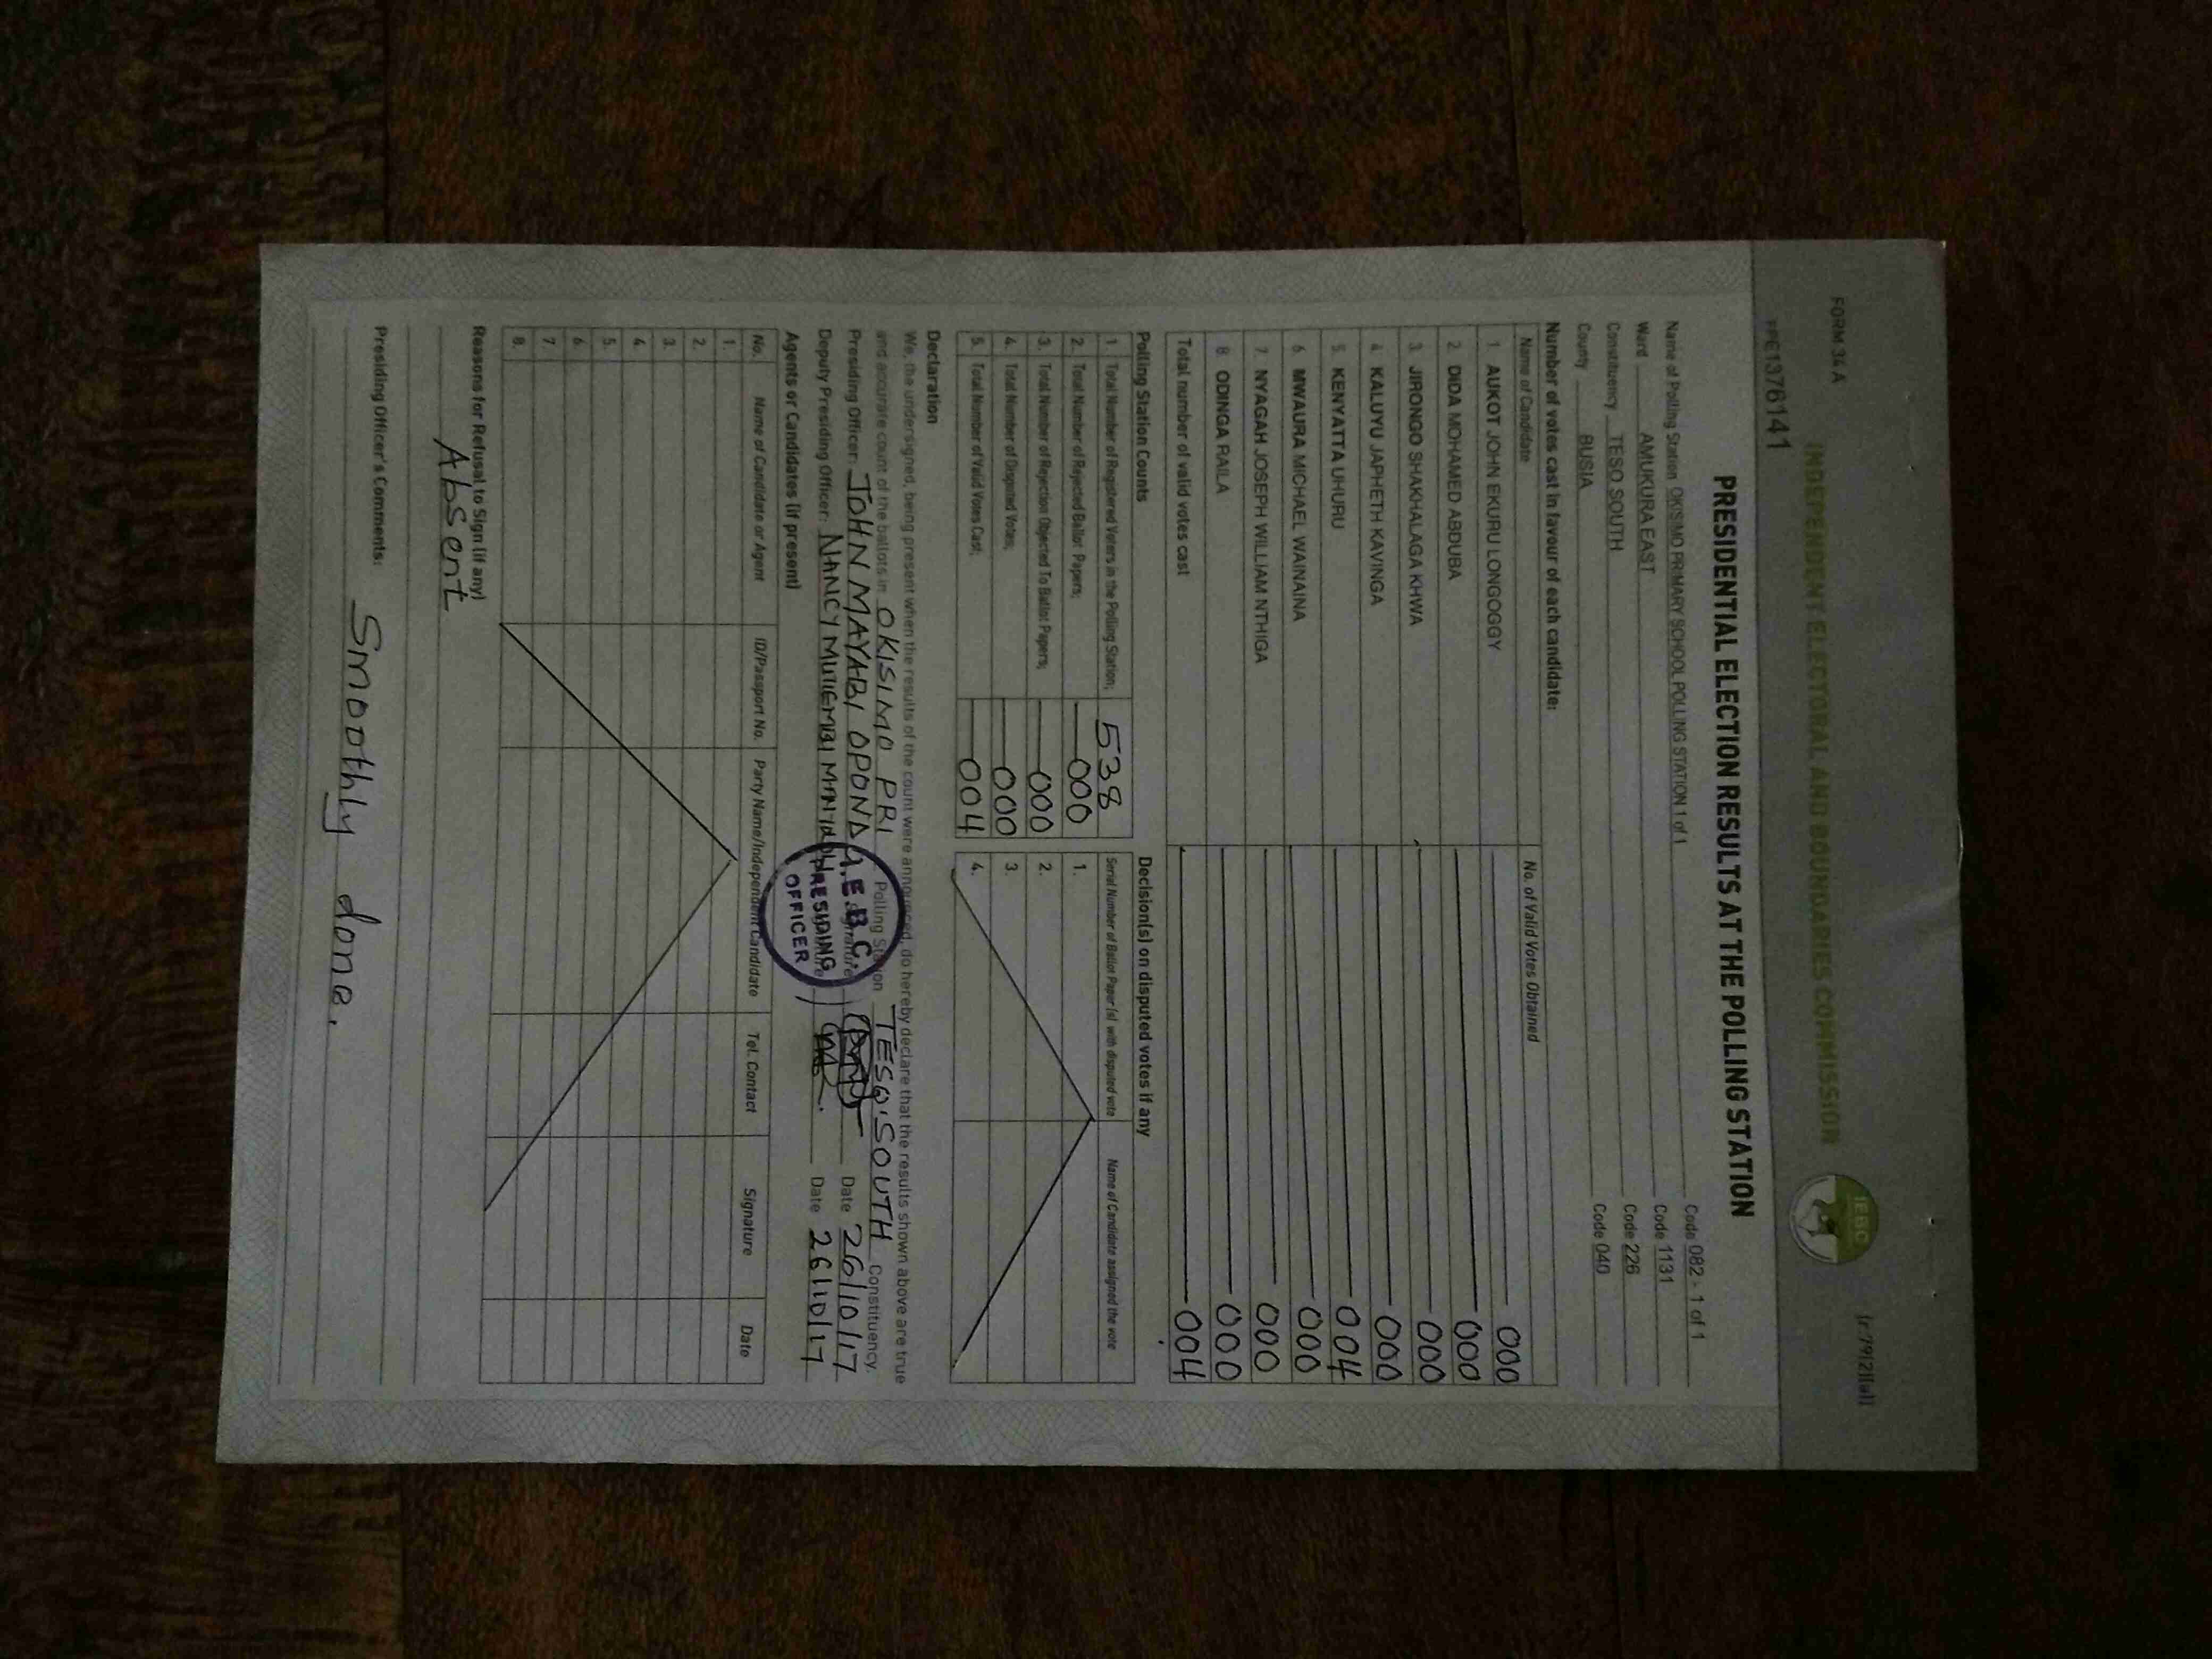 FORM 34 A
(r.79(2)(a))
INDEPENDENT ELECTORAL AND BOUNDARIES COMMISSION
IEBC
PRE1376141
PRESIDENTIAL ELECTION RESULTS AT THE POLLING STATION
Name of Polling Station OKISIMO PRIMARY SCHOOL POLLING STATION 1 of 1 Code 082 - 1 of 1
Ward AMUKURA EAST Code 1131
Constituency TESO SOUTH Code 226
County BUSIA Code 040
Number of votes cast in favour of each candidate:
Name of Candidate No. of Valid Votes Obtained
1 AUKOT JOHN EKURU LONGOGGY 000
2. DIDA MOHAMED ABDUBA 000
3. JIRONGO SHAKHALAGA KHWA 000
4 KALUYU JAPHETH KAVINGA 000
5. KENYATTA UHURU 004
6 MWAURA MICHAEL WAINAINA 000
7. NYAGAH JOSEPH WILLIAM NTHIGA 000
8. ODINGA RAILA 000
Total number of valid votes cast 004
Polling Station Counts
1 Total Number of Registered Voters in the Polling Station; 538
2. Total Number of Rejected Ballot Papers; 000
3. Total Number of Rejection Objected To Ballot Papers; 000
4. Total Number of Disputed Votes; 000
5. Total Number of Valid Votes Cast; 004
Decision(s) on disputed votes if any
Serial Number of Ballot Paper (s) with disputed vote Name of Candidate assigned the vote
1.
2.
3.
4.
Declaration
We, the undersigned, being present when the results of the count were announced, do hereby declare that the results shown above are true
and accurate count of the ballots in OKISIMO PRI Polling Station TESO SOUTH Constituency.
Presiding Officer: JOHN MAYABI OPONDA Signature Date 26/10/17
Deputy Presiding Officer: NANCY Date 26/10/17
I.E.B.C.
PRESIDING
OFFICER
Agents or Candidates (if present)
No. Name of Candidate or Agent ID/Passport No. Party Name/Independent Candidate Tel. Contact Signature Date
1.
2.
3.
4.
5.
6.
7.
8.
Reasons for Refusal to Sign (if any)
Absent
Presiding Officer's Comments:
Smoothly done.